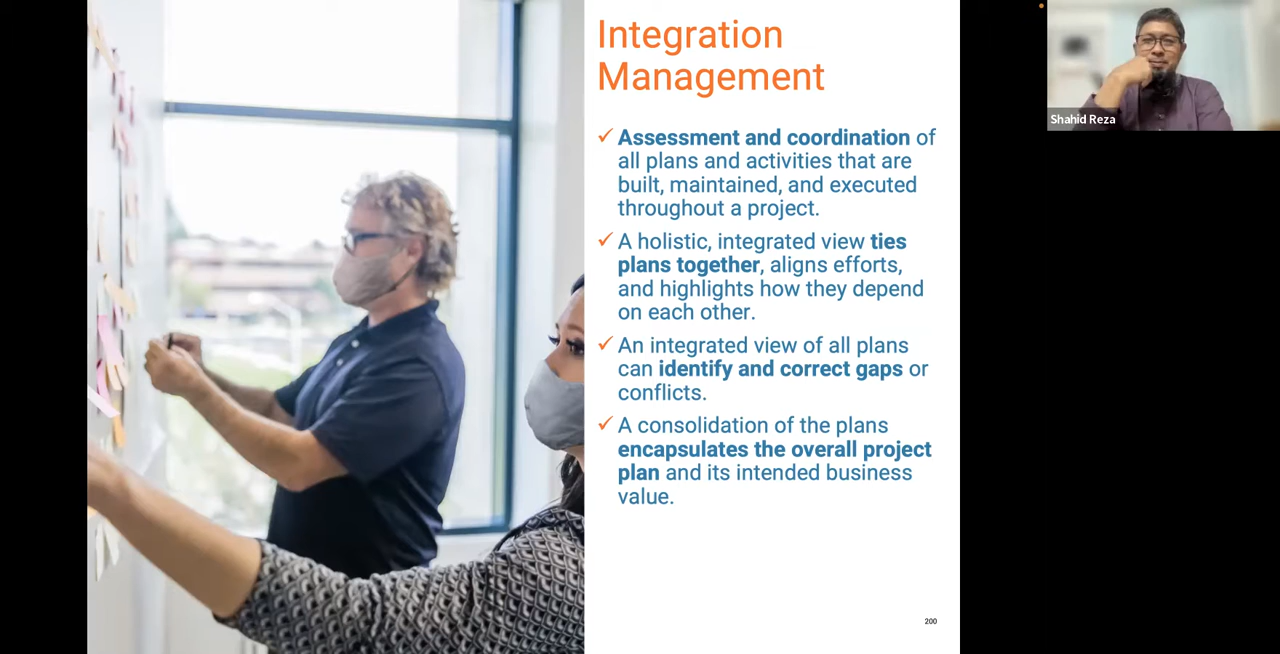 Integration
Management
✓ Assessment and coordination of
all plans and activities that are
built, maintained, and executed
throughout a project.
✓ A holistic, integrated view ties
plans together, aligns efforts,
and highlights how they depend
on each other.
✓ An integrated view of all plans
can identify and correct gaps or
conflicts.
✓ A consolidation of the plans
encapsulates the overall project
plan and its intended business
value.
200
Shahid Reza